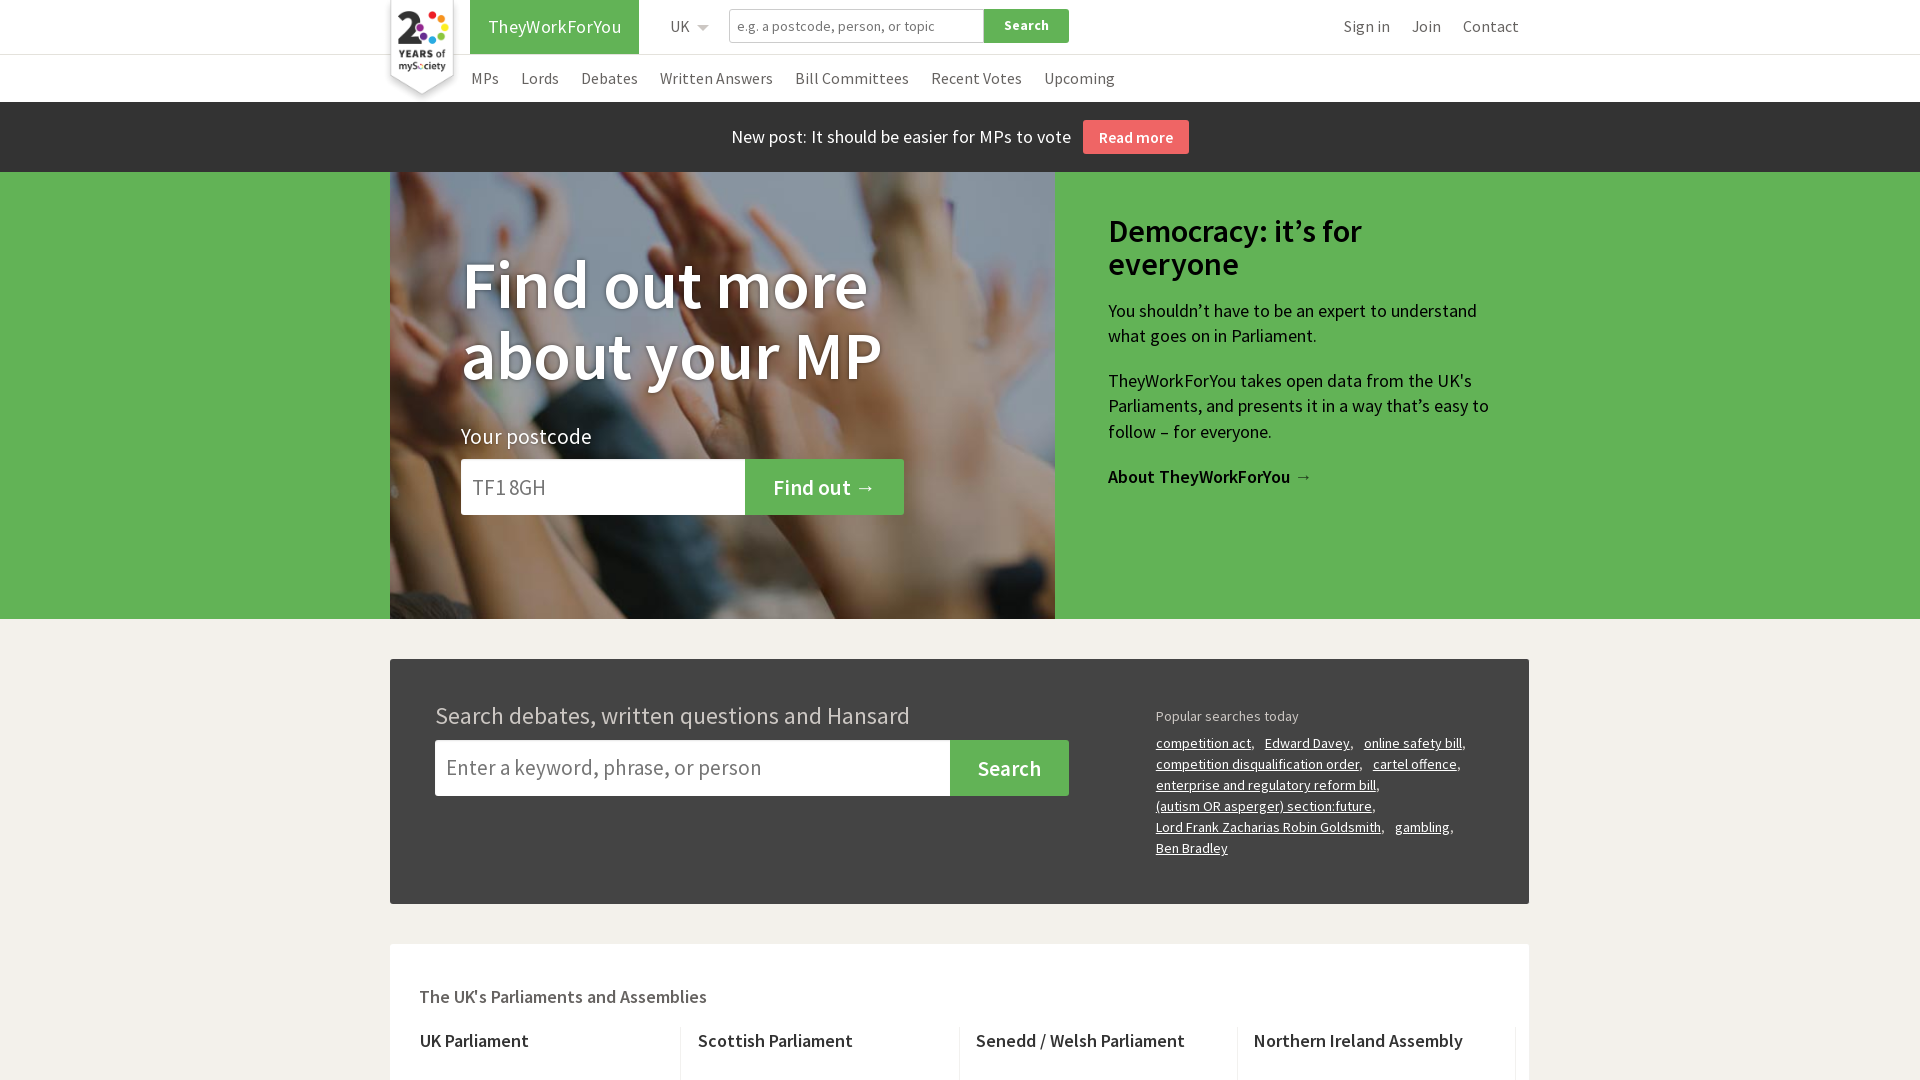 20
YEARS of
mySociety
TheyWorkForYou
UK
e.g. a postcode, person, or topic
Search
Sign in
Join
Contact
MPs
Lords
Debates
Written Answers
Bill Committees
Recent Votes
Upcoming
New post: It should be easier for MPs to vote
Read more
Find out more
about your MP
Your postcode
TF1 8GH
Find out →
Democracy: it’s for
everyone
You shouldn’t have to be an expert to understand
what goes on in Parliament.
TheyWorkForYou takes open data from the UK's
Parliaments, and presents it in a way that’s easy to
follow – for everyone.
About TheyWorkForYou →
Search debates, written questions and Hansard
Enter a keyword, phrase, or person
Search
Popular searches today
competition act, Edward Davey, online safety bill,
competition disqualification order, cartel offence,
enterprise and regulatory reform bill,
(autism OR asperger) section:future,
Lord Frank Zacharias Robin Goldsmith, gambling,
Ben Bradley
The UK's Parliaments and Assemblies
UK Parliament
Scottish Parliament
Senedd / Welsh Parliament
Northern Ireland Assembly